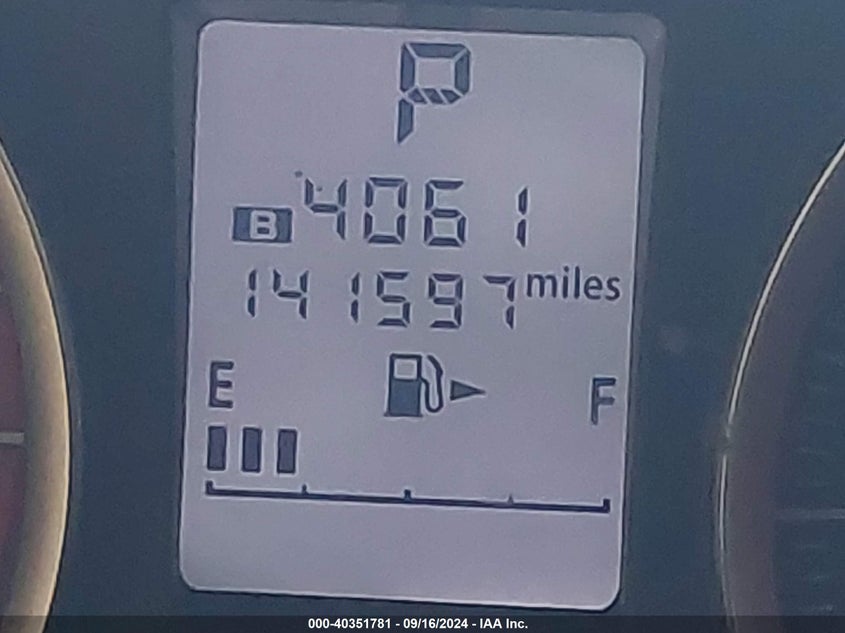 P
B 4061
141597 miles
E F
000-40351781 - 09/16/2024 - IAA Inc.